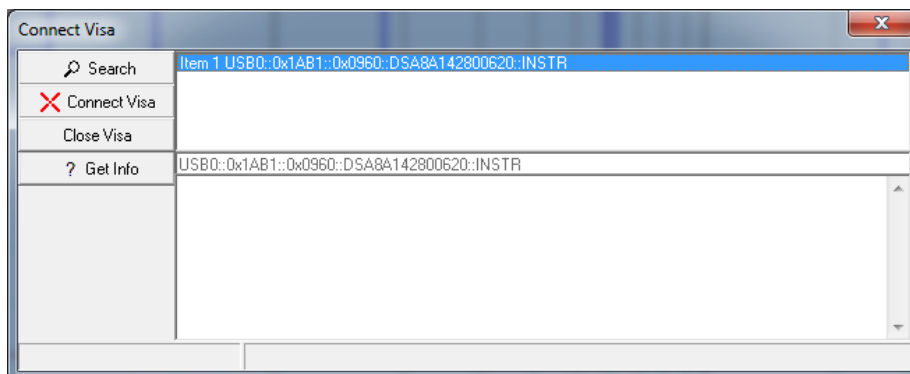 Connect Visa
Search
Item 1 USB0::0x1AB1::0x0960::DSA8A142800620::INSTR
Connect Visa
Close Visa
? Get Info
USB0::0x1AB1::0x0960::DSA8A142800620::INSTR